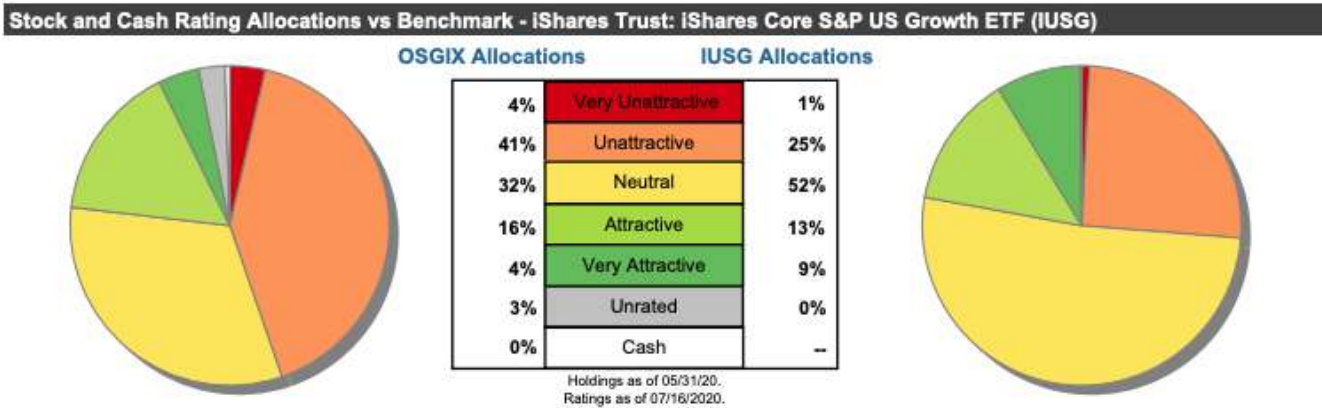 Stock and Cash Rating Allocations vs Benchmark - iShares Trust: iShares Core S&P US Growth ETF (IUSG)
OSGIX Allocations IUSG Allocations
4% Very Unattractive 1%
41% Unattractive 25%
32% Neutral 52%
16% Attractive 13%
4% Very Attractive 9%
3% Unrated 0%
0% Cash --
Holdings as of 05/31/20.
Ratings as of 07/16/2020.